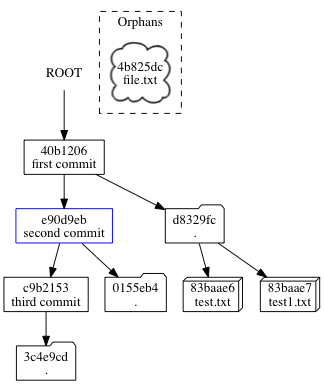 Orphans
4b825dc
file.txt
ROOT
40b1206
first commit
e90d9eb
second commit
d8329fc
.
c9b2153
third commit
0155eb4
.
83baae6
test.txt
83baae7
test1.txt
3c4e9cd
.